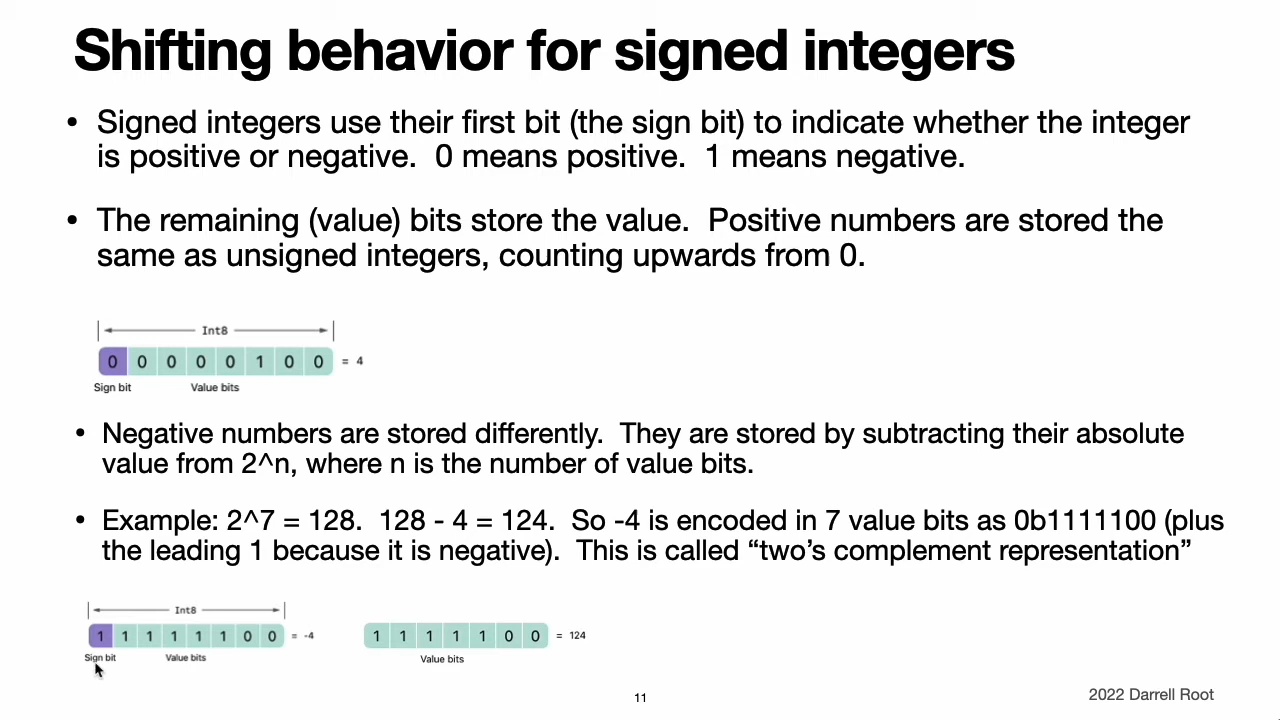 Shifting behavior for signed integers
• Signed integers use their first bit (the sign bit) to indicate whether the integer
is positive or negative.  0 means positive.  1 means negative.
• The remaining (value) bits store the value.  Positive numbers are stored the
same as unsigned integers, counting upwards from 0.
Int8
0 0 0 0 0 1 0 0 = 4
Sign bit Value bits
• Negative numbers are stored differently.  They are stored by subtracting their absolute
value from 2^n, where n is the number of value bits.
• Example: 2^7 = 128.  128 - 4 = 124.  So -4 is encoded in 7 value bits as 0b1111100 (plus
the leading 1 because it is negative).  This is called “two’s complement representation”
Int8
1 1 1 1 1 1 0 0 = -4
Sign bit Value bits
1 1 1 1 1 0 0 = 124
Value bits
11
2022 Darrell Root